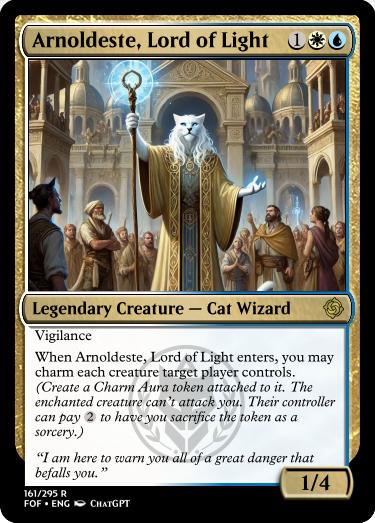 Arnoldeste, Lord of Light 1
Legendary Creature — Cat Wizard
Vigilance
When Arnoldeste, Lord of Light enters, you may
charm each creature target player controls.
(Create a Charm Aura token attached to it. The
enchanted creature can't attack you. Their controller
can pay 2 to have you sacrifice the token as a
sorcery.)
"I am here to warn you all of a great danger that
befalls you."
1/4
161/295 R
FOF • ENG ChatGPT